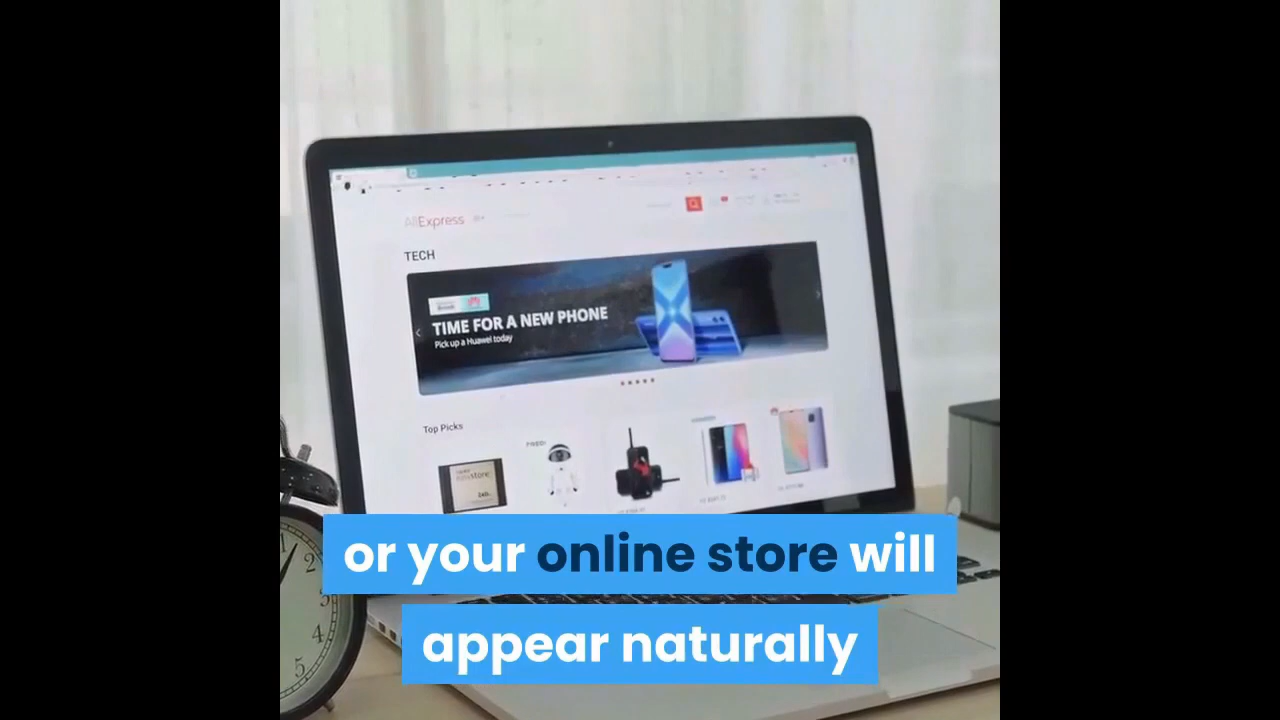 AliExpress
TECH
TIME FOR A NEW PHONE
Pick up a Huawei today
Top Picks
or your online store will
appear naturally